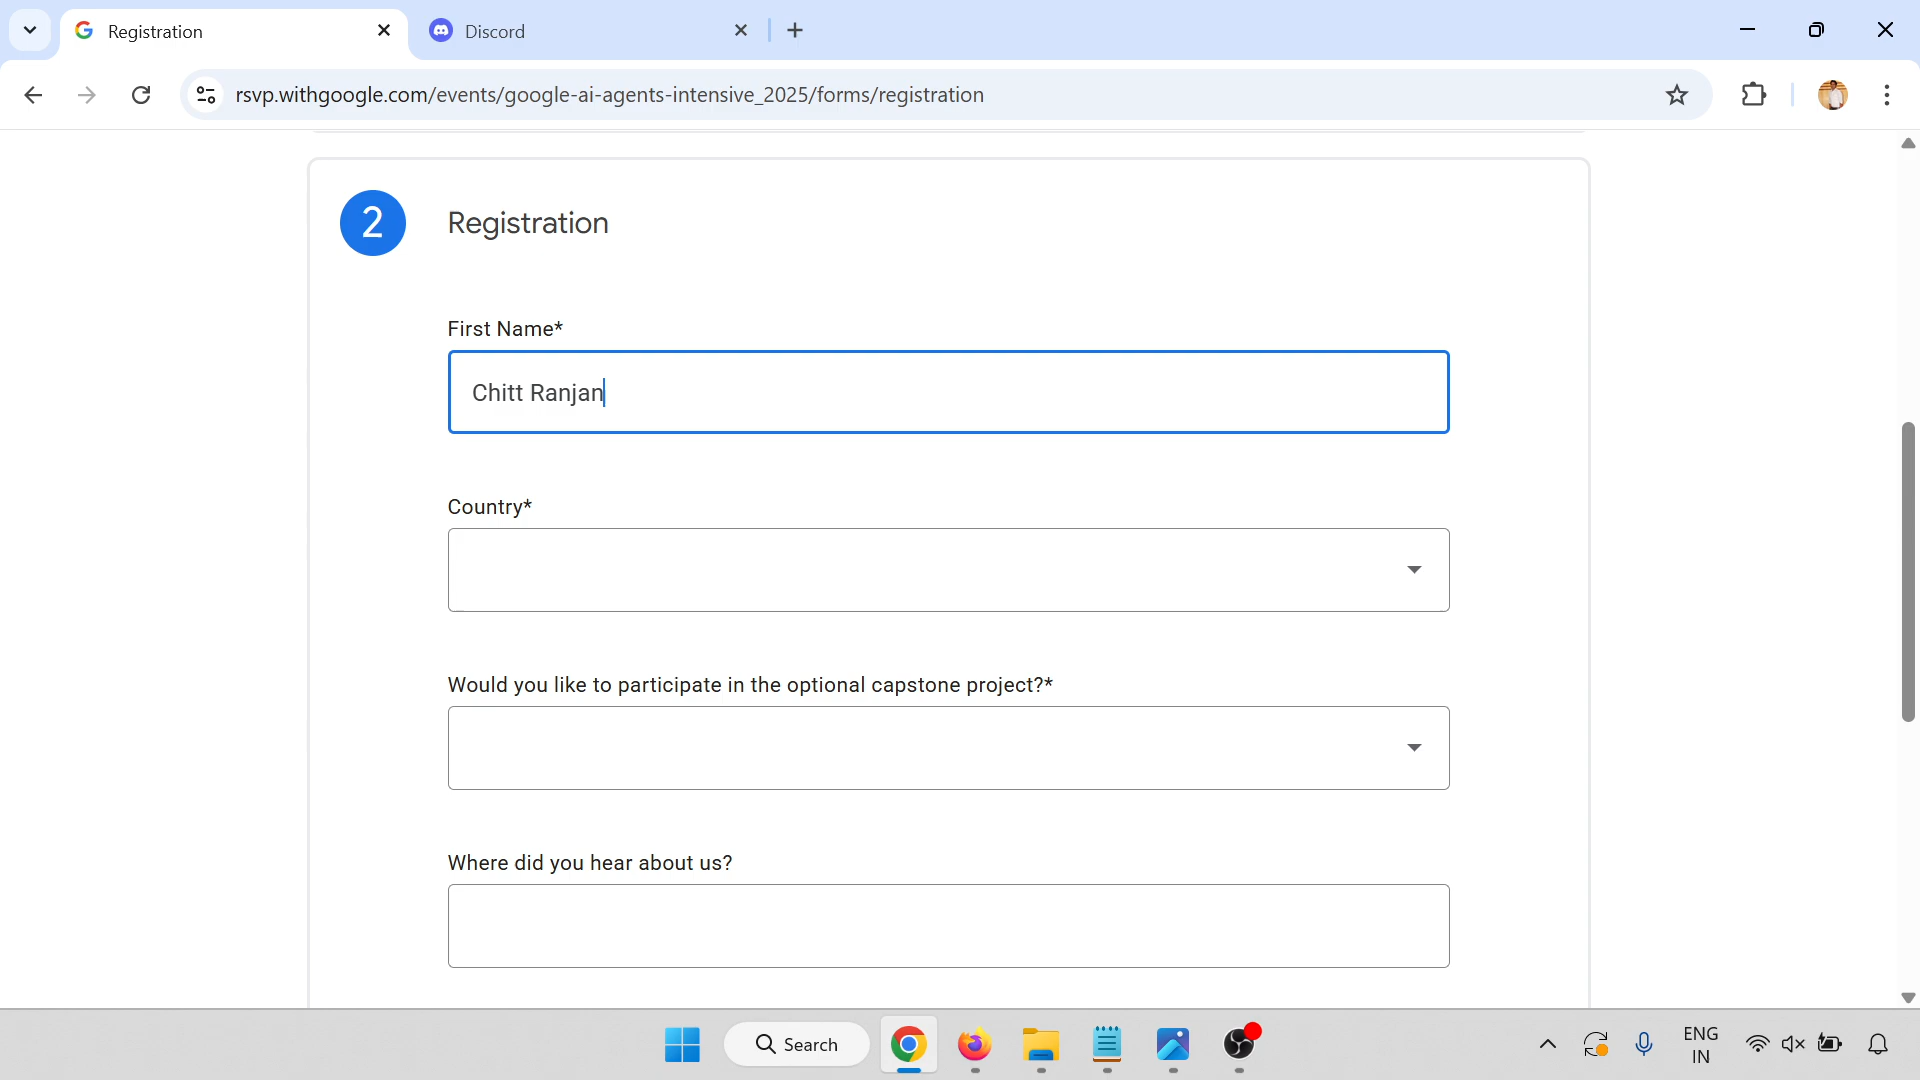 Registration
Discord
rsvp.withgoogle.com/events/google-ai-agents-intensive_2025/forms/registration
2
Registration
First Name*
Chitt Ranjan
Country*
Would you like to participate in the optional capstone project?*
Where did you hear about us?
Search
ENG
IN